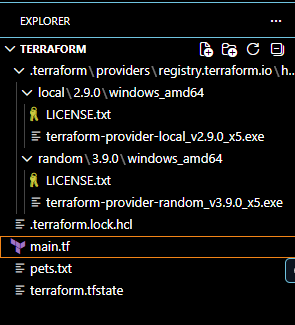 EXPLORER
TERRAFORM
.terraform\providers\registry.terraform.io\h...
local\2.9.0\windows_amd64
LICENSE.txt
terraform-provider-local_v2.9.0_x5.exe
random\3.9.0\windows_amd64
LICENSE.txt
terraform-provider-random_v3.9.0_x5.exe
.terraform.lock.hcl
main.tf
pets.txt
terraform.tfstate